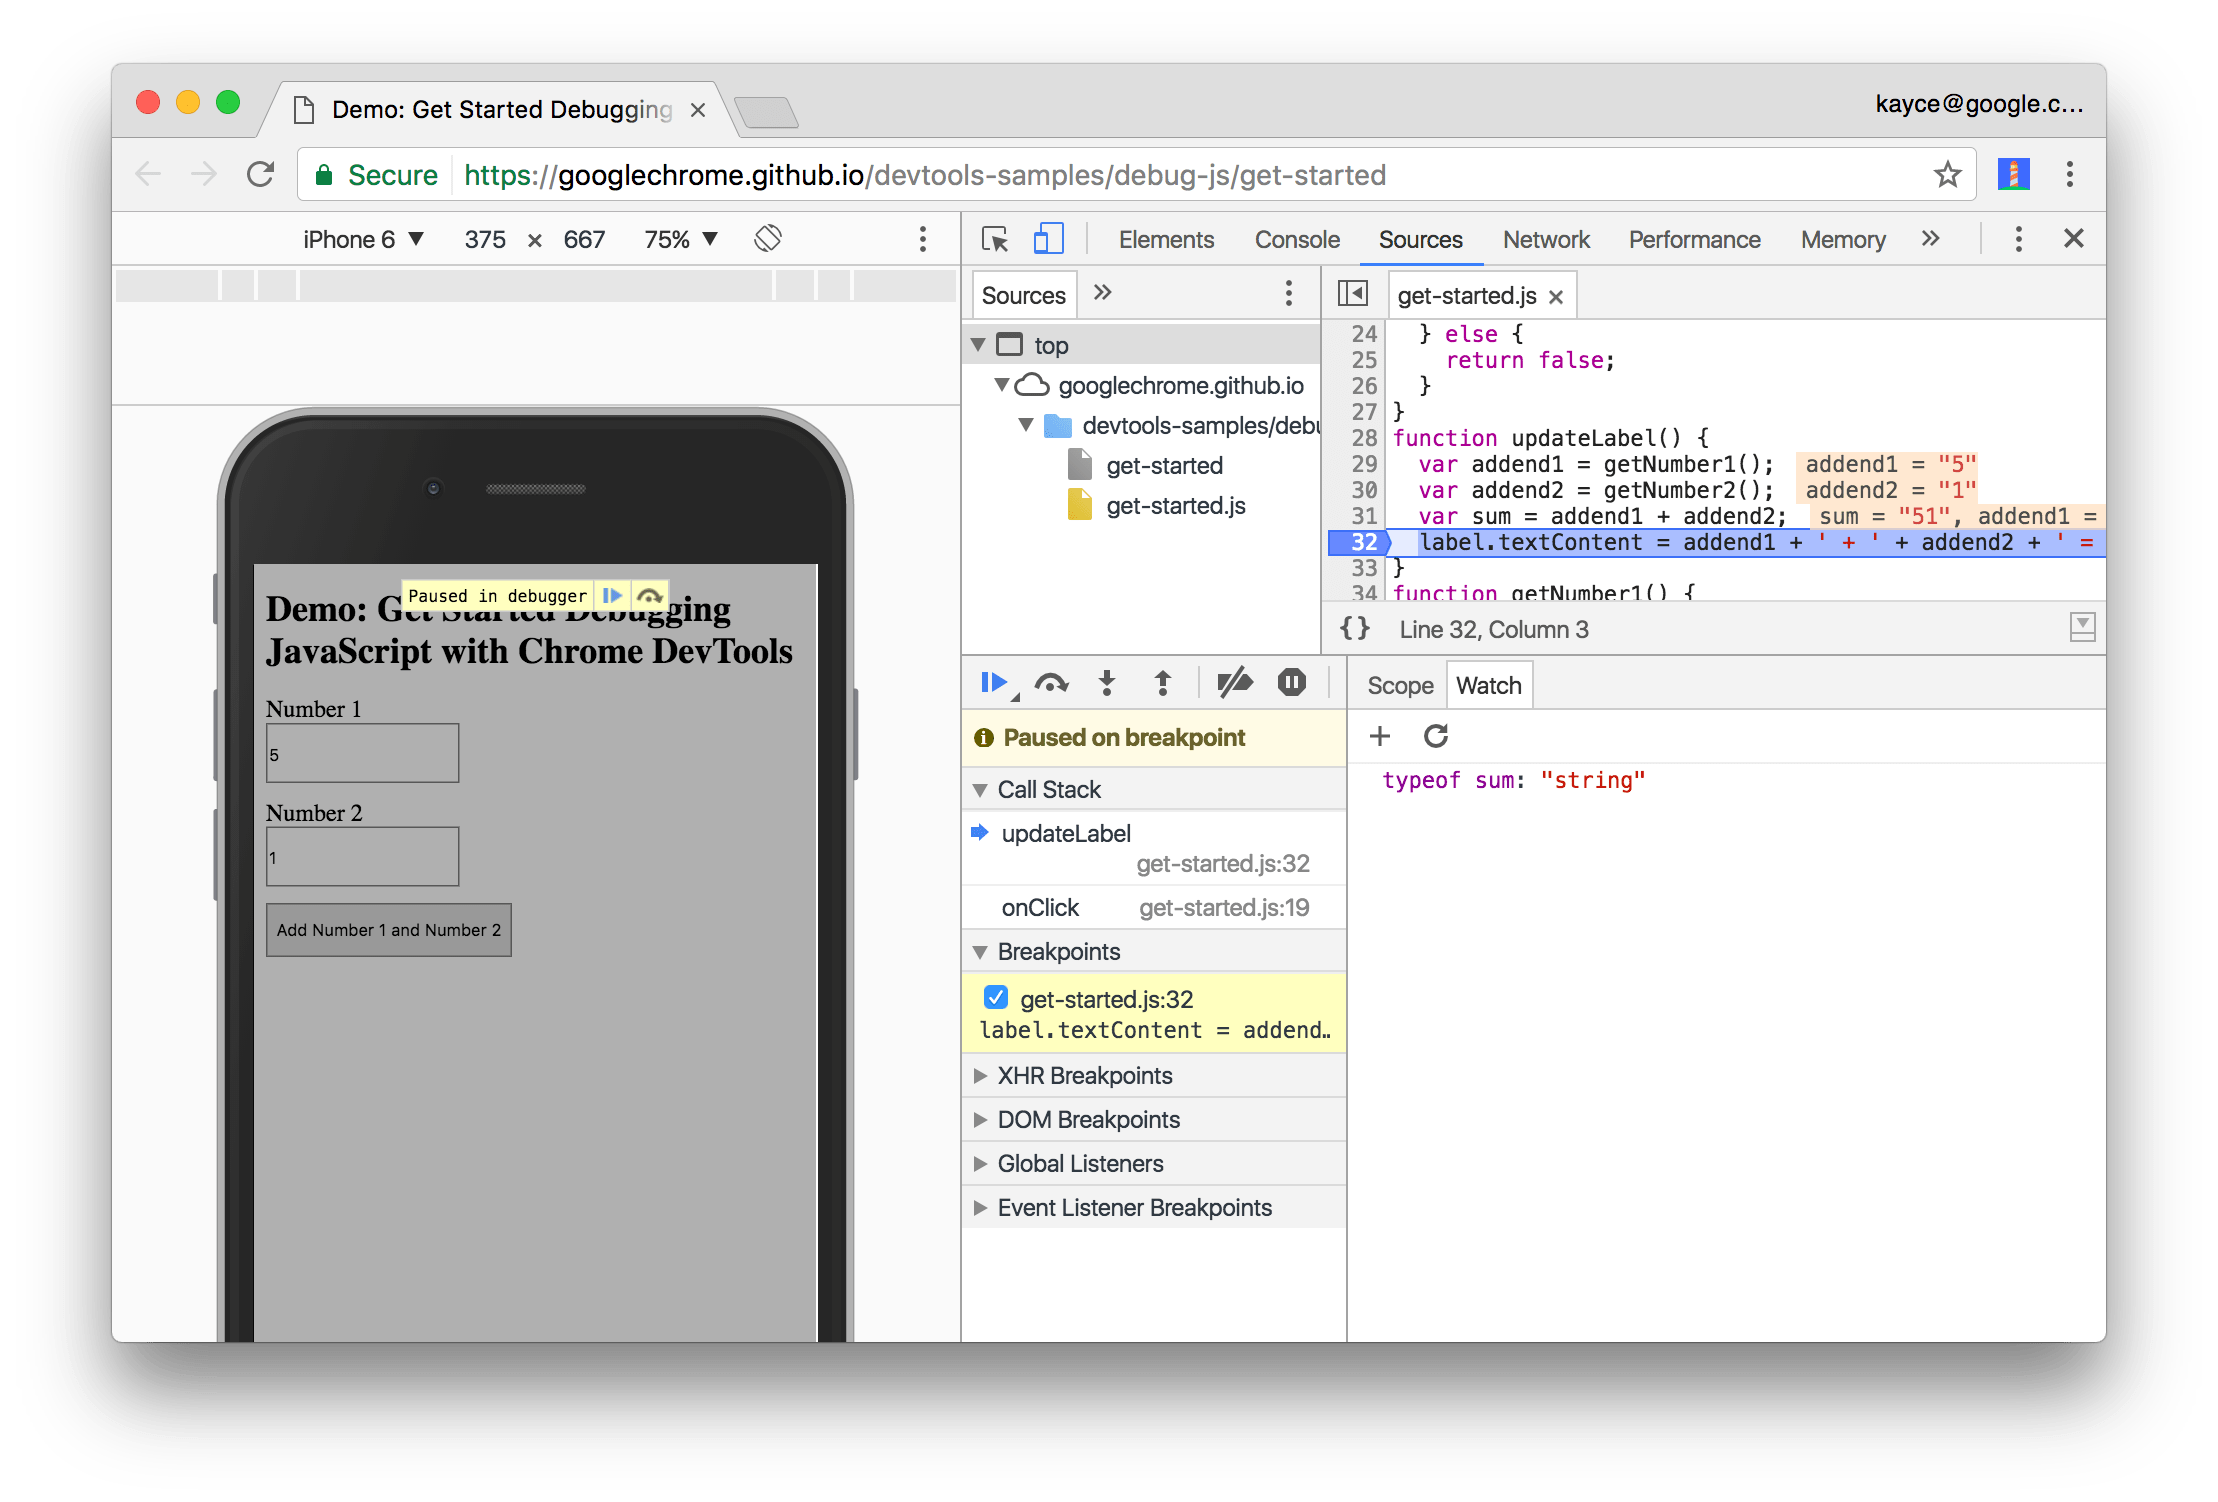 Demo: Get Started Debugging
kayce@google.c...
Secure https://googlechrome.github.io/devtools-samples/debug-js/get-started
iPhone 6 375 × 667 75%
Elements Console Sources Network Performance Memory
Sources
get-started.js
top
googlechrome.github.io
devtools-samples/debu
get-started
get-started.js
24 } else {
25 return false;
26 }
27 }
28 function updateLabel() {
29 var addend1 = getNumber1(); addend1 = "5"
30 var addend2 = getNumber2(); addend2 = "1"
31 var sum = addend1 + addend2; sum = "51", addend1 =
32 label.textContent = addend1 + ' + ' + addend2 + ' =
33 }
34 function getNumber1() {
{} Line 32, Column 3
Paused in debugger
Demo: Get Started Debugging
JavaScript with Chrome DevTools
Number 1
5
Number 2
1
Add Number 1 and Number 2
Paused on breakpoint
Call Stack
updateLabel
get-started.js:32
onClick get-started.js:19
Breakpoints
get-started.js:32
label.textContent = addend…
XHR Breakpoints
DOM Breakpoints
Global Listeners
Event Listener Breakpoints
Scope Watch
typeof sum: "string"